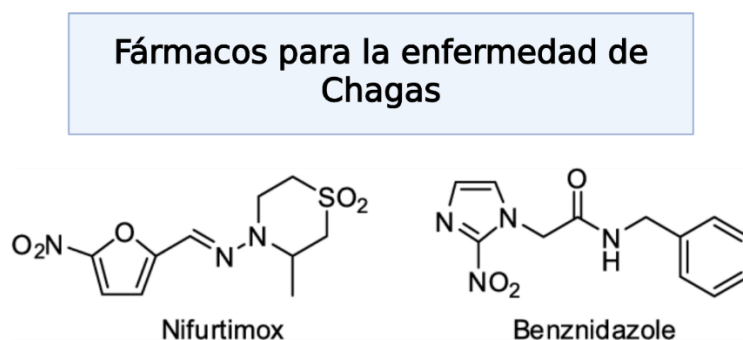 Fármacos para la enfermedad de
Chagas
O₂N
O
N
N
SO₂
N
N
NO₂
O
N
H
Nifurtimox
Benznidazole